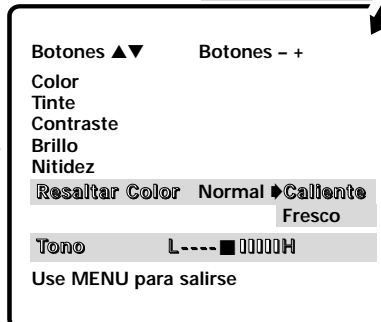 Botones ▲▼ Botones – +
Color
Tinte
Contraste
Brillo
Nitidez
Resaltar Color Normal ➧Caliente
Fresco
Tono L----■IIIIIIH
Use MENU para salirse